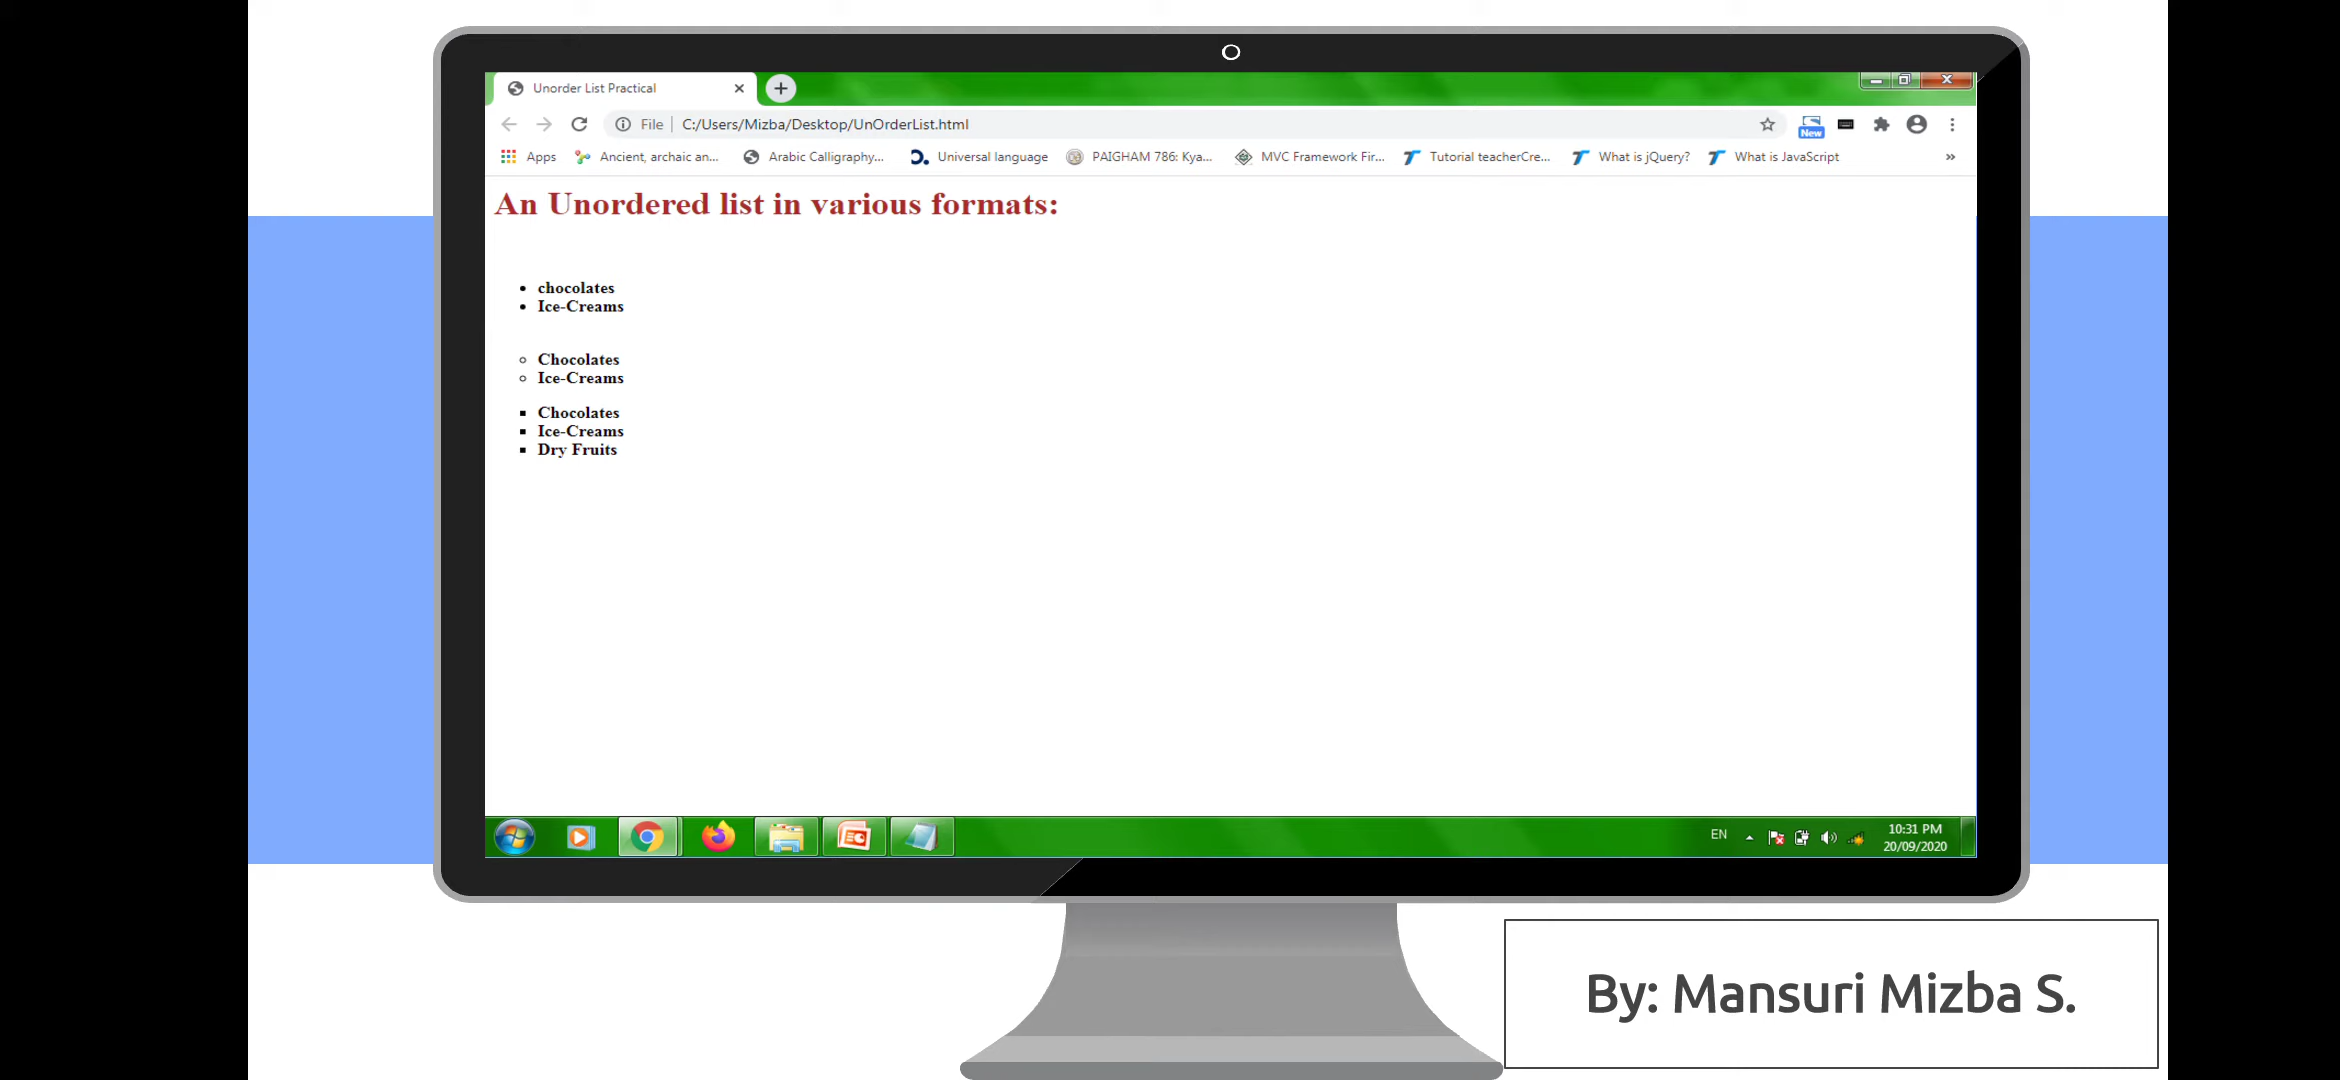 Unorder List Practical
File
C:/Users/Mizba/Desktop/UnOrderList.html
New
Apps
Ancient, archaic an...
Arabic Calligraphy...
Universal language
PAIGHAM 786: Kya...
MVC Framework Fir...
Tutorial teacherCre...
What is jQuery?
What is JavaScript
An Unordered list in various formats:
chocolates
Ice-Creams
Chocolates
Ice-Creams
Chocolates
Ice-Creams
Dry Fruits
EN
10:31 PM
20/09/2020
By: Mansuri Mizba S.